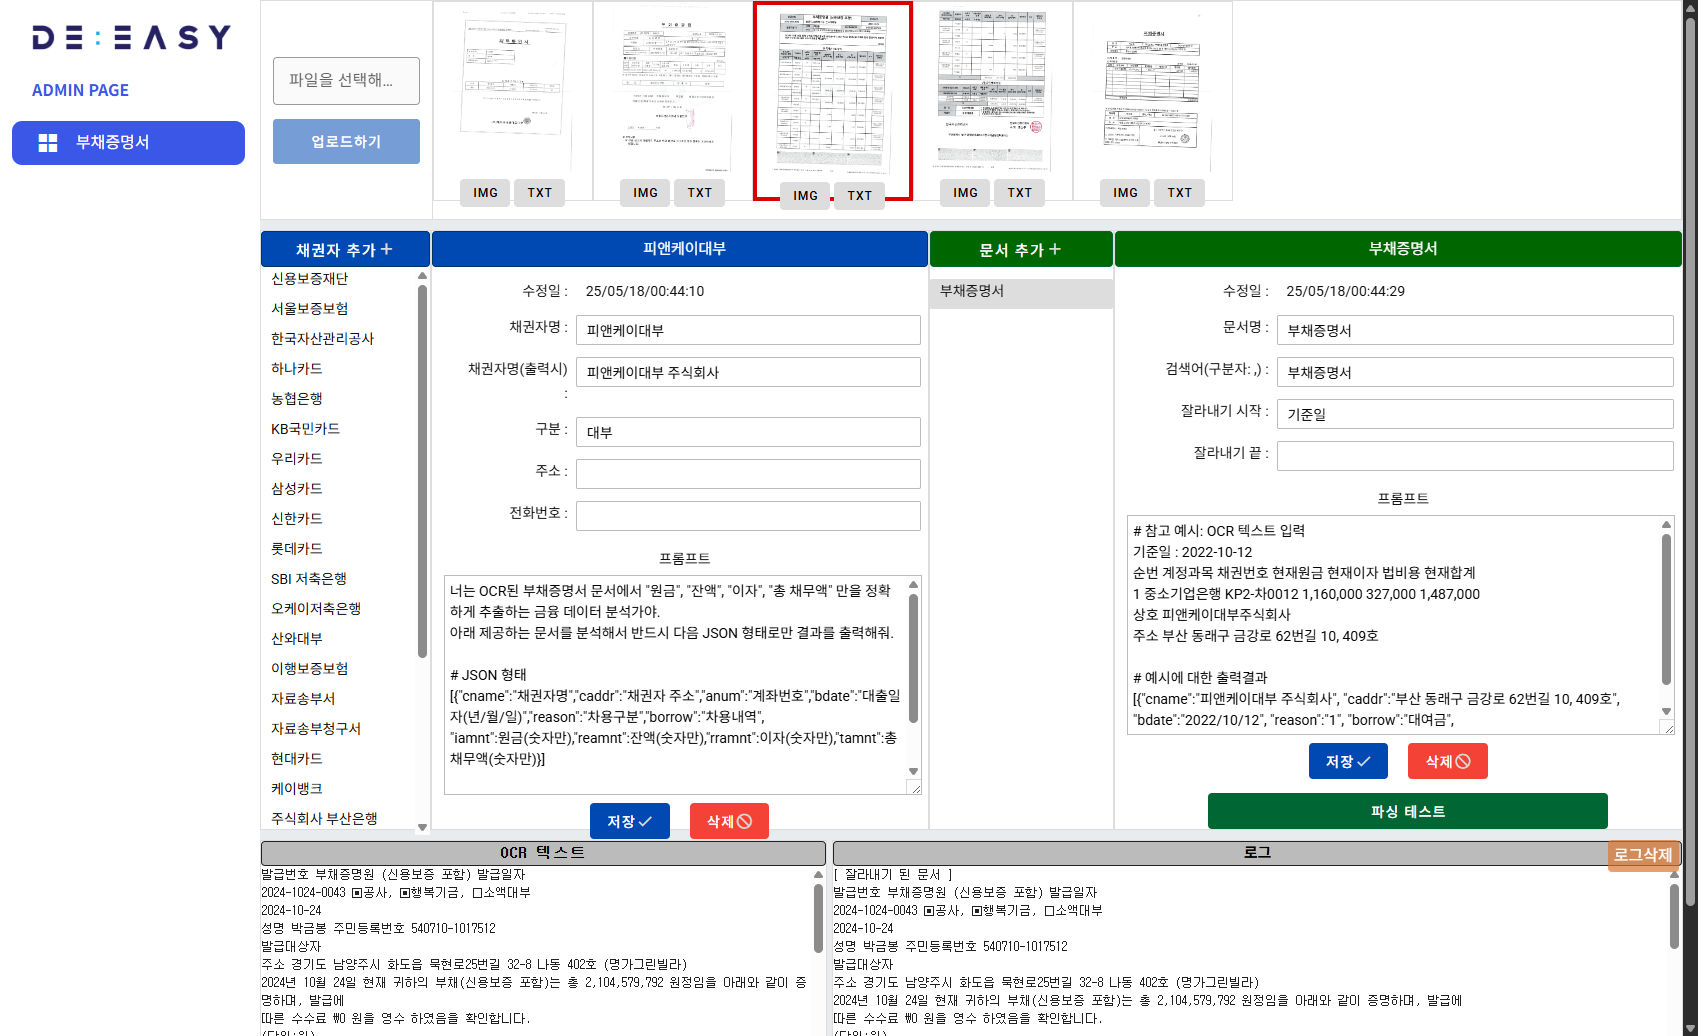 DE:EASY
ADMIN PAGE
부채증명서
파일을 선택해...
업로드하기
IMG TXT
IMG TXT
IMG TXT
IMG TXT
IMG TXT
채권자 추가+
신용보증재단
서울보증보험
한국자산관리공사
하나카드
농협은행
KB국민카드
우리카드
삼성카드
신한카드
롯데카드
SBI 저축은행
오케이저축은행
산와대부
이행보증보험
자료송부서
자료송부청구서
현대카드
케이뱅크
주식회사 부산은행
피앤케이대부
수정일 : 25/05/18/00:44:10
채권자명 : 피앤케이대부
채권자명(출력시) : 피앤케이대부 주식회사
구분 : 대부
주소 :
전화번호 :
프롬프트
너는 OCR된 부채증명서 문서에서 "원금", "잔액", "이자", "총 채무액" 만을 정확
하게 추출하는 금융 데이터 분석가야.
아래 제공하는 문서를 분석해서 반드시 다음 JSON 형태로만 결과를 출력해줘.
# JSON 형태
[{"cname":"채권자명","caddr":"채권자 주소","anum":"계좌번호","bdate":"대출일
자(년/월/일)","reason":"차용구분","borrow":"차용내역",
"iamnt":원금(숫자만),"reamnt":잔액(숫자만),"rramnt":이자(숫자만),"tamnt":총
채무액(숫자만)}]
저장✓ 삭제
문서 추가+
부채증명서
부채증명서
수정일 : 25/05/18/00:44:29
문서명 : 부채증명서
검색어(구분자: ,) : 부채증명서
잘라내기 시작 : 기준일
잘라내기 끝 :
프롬프트
# 참고 예시: OCR 텍스트 입력
기준일 : 2022-10-12
순번 계정과목 채권번호 현재원금 현재이자 법비용 현재합계
1 중소기업은행 KP2-차0012 1,160,000 327,000 1,487,000
상호 피앤케이대부주식회사
주소 부산 동래구 금강로 62번길 10, 409호
# 예시에 대한 출력결과
[{"cname":"피앤케이대부 주식회사", "caddr":"부산 동래구 금강로 62번길 10, 409호",
"bdate":"2022/10/12", "reason":"1", "borrow":"대여금",
저장✓ 삭제
파싱 테스트
OCR 텍스트
발급번호 부채증명원 (신용보증 포함) 발급일자
2024-1024-0043 ▣공사, ▣행복기금, □소액대부
2024-10-24
성명 박금봉 주민등록번호 540710-1017512
발급대상자
주소 경기도 남양주시 화도읍 묵현로25번길 32-8 나동 402호 (명가그린빌라)
2024년 10월 24일 현재 귀하의 부채(신용보증 포함)는 총 2,104,579,792 원정임을 아래와 같이 증
명하며, 발급에
따른 수수료 ₩0 원을 영수 하였음을 확인합니다.
(단위:원)
로그
로그삭제
[ 잘라내기 된 문서 ]
발급번호 부채증명원 (신용보증 포함) 발급일자
2024-1024-0043 ▣공사, ▣행복기금, □소액대부
2024-10-24
성명 박금봉 주민등록번호 540710-1017512
발급대상자
주소 경기도 남양주시 화도읍 묵현로25번길 32-8 나동 402호 (명가그린빌라)
2024년 10월 24일 현재 귀하의 부채(신용보증 포함)는 총 2,104,579,792 원정임을 아래와 같이 증명하며, 발급에
따른 수수료 ₩0 원을 영수 하였음을 확인합니다.
(단위:원)